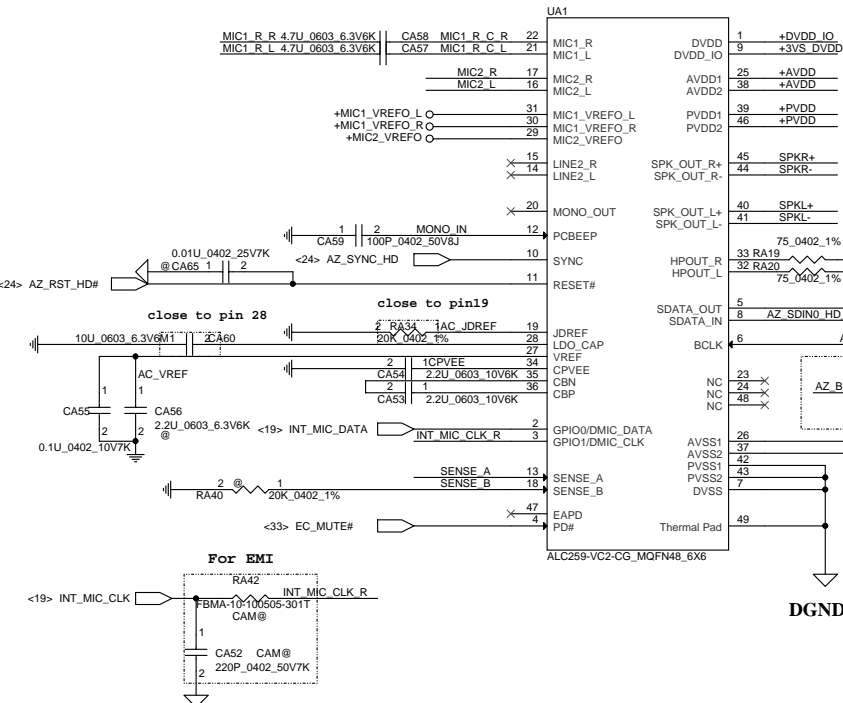 UA1
MIC1_R_R 4.7U_0603_6.3V6K CA58 MIC1_R_C_R 22 MIC1_R DVDD 1 +DVDD_IO
MIC1_R_L 4.7U_0603_6.3V6K CA57 MIC1_R_C_L 21 MIC1_L DVDD_IO 9 +3VS_DVDD
MIC2_R 17 MIC2_R AVDD1 25 +AVDD
MIC2_L 16 MIC2_L AVDD2 38 +AVDD
+MIC1_VREFO_L 31 MIC1_VREFO_L PVDD1 39 +PVDD
+MIC1_VREFO_R 30 MIC1_VREFO_R PVDD2 46 +PVDD
+MIC2_VREFO 29 MIC2_VREFO
15 LINE2_R SPK_OUT_R+ 45 SPKR+
14 LINE2_L SPK_OUT_R- 44 SPKR-
20 MONO_OUT SPK_OUT_L+ 40 SPKL+
SPK_OUT_L- 41 SPKL-
1 2 MONO_IN 12 PCBEEP
CA59 100P_0402_50V8J
75_0402_1%
<24> AZ_SYNC_HD 10 SYNC HPOUT_R 33 RA19
HPOUT_L 32 RA20
75_0402_1%
0.01U_0402_25V7K
@ CA65 1 2
<24> AZ_RST_HD# 11 RESET#
SDATA_OUT 5
SDATA_IN 8 AZ_SDIN0_HD
close to pin 28
close to pin19
2 RA34 1 AC_JDREF 19 JDREF
20K_0402_1%
10U_0603_6.3V6M 1 2 CA60 28 LDO_CAP BCLK 6
27 VREF
AC_VREF
2 1 CPVEE 34 CPVEE
CA54 2.2U_0603_10V6K 35 CBN NC 23
2 1 36 CBP NC 24
CA53 2.2U_0603_10V6K NC 48
AZ_B
1 1
CA55 CA56
2 2 2.2U_0603_6.3V6K
@
0.1U_0402_10V7K
<19> INT_MIC_DATA 2 GPIO0/DMIC_DATA
INT_MIC_CLK_R 3 GPIO1/DMIC_CLK AVSS1 26
AVSS2 37
PVSS1 42
SENSE_A 13 SENSE_A PVSS2 43
SENSE_B 18 SENSE_B DVSS 7
2 @ 1
RA40 20K_0402_1%
47 EAPD
<33> EC_MUTE# 4 PD# Thermal Pad 49
ALC259-VC2-CG_MQFN48_6X6
For EMI
RA42
<19> INT_MIC_CLK INT_MIC_CLK_R
FBMA-10-100505-301T
CAM@
1
CA52 CAM@
220P_0402_50V7K
2
DGND